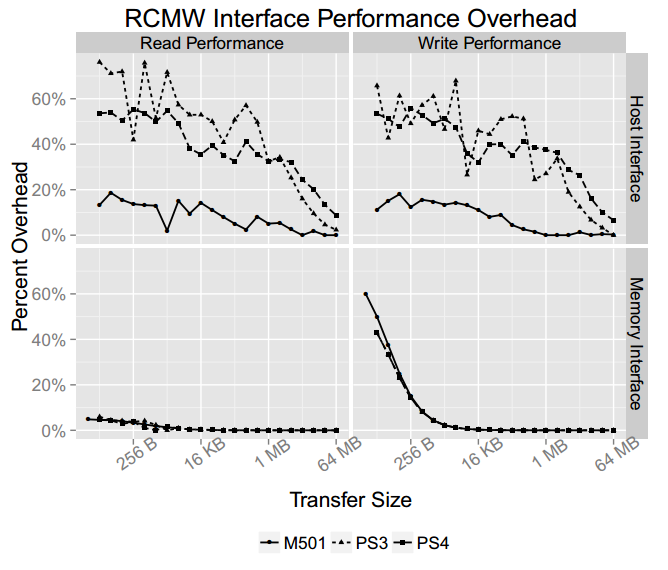 RCMW Interface Performance Overhead
Read Performance
Write Performance
60%
40%
20%
0%
Host Interface
Percent Overhead
60%
40%
20%
0%
Memory Interface
256 B
16 KB
1 MB
64 MB
256 B
16 KB
1 MB
64 MB
Transfer Size
M501 PS3 PS4